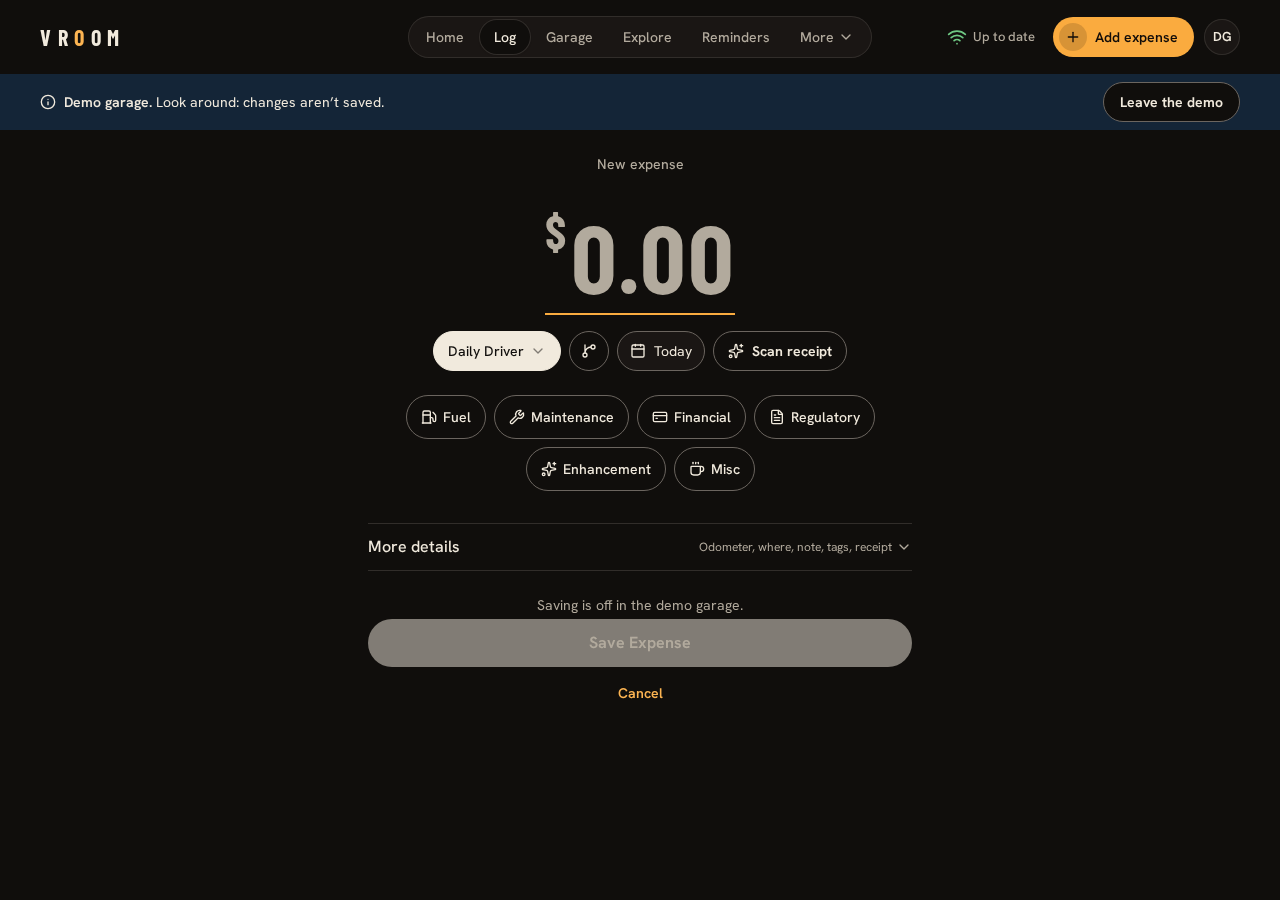 VROOM
Home
Log
Garage
Explore
Reminders
More
Up to date
Add expense
DG
Demo garage. Look around: changes aren’t saved.
Leave the demo
New expense
$0.00
Daily Driver
Today
Scan receipt
Fuel
Maintenance
Financial
Regulatory
Enhancement
Misc
More details
Odometer, where, note, tags, receipt
Saving is off in the demo garage.
Save Expense
Cancel